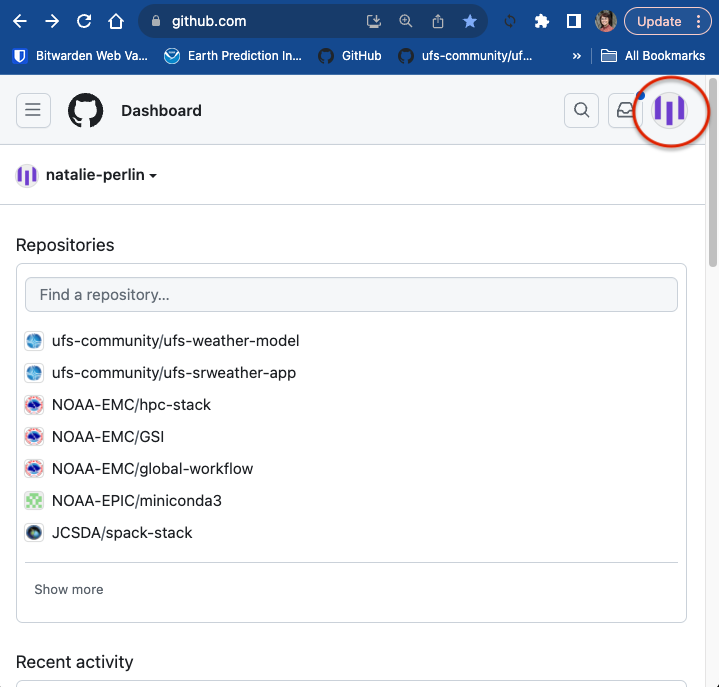 github.com
Update
Bitwarden Web Va...
Earth Prediction In...
GitHub
ufs-community/uf...
»
All Bookmarks
Dashboard
natalie-perlin
Repositories
Find a repository...
ufs-community/ufs-weather-model
ufs-community/ufs-srweather-app
NOAA-EMC/hpc-stack
NOAA-EMC/GSI
NOAA-EMC/global-workflow
NOAA-EPIC/miniconda3
JCSDA/spack-stack
Show more
Recent activity